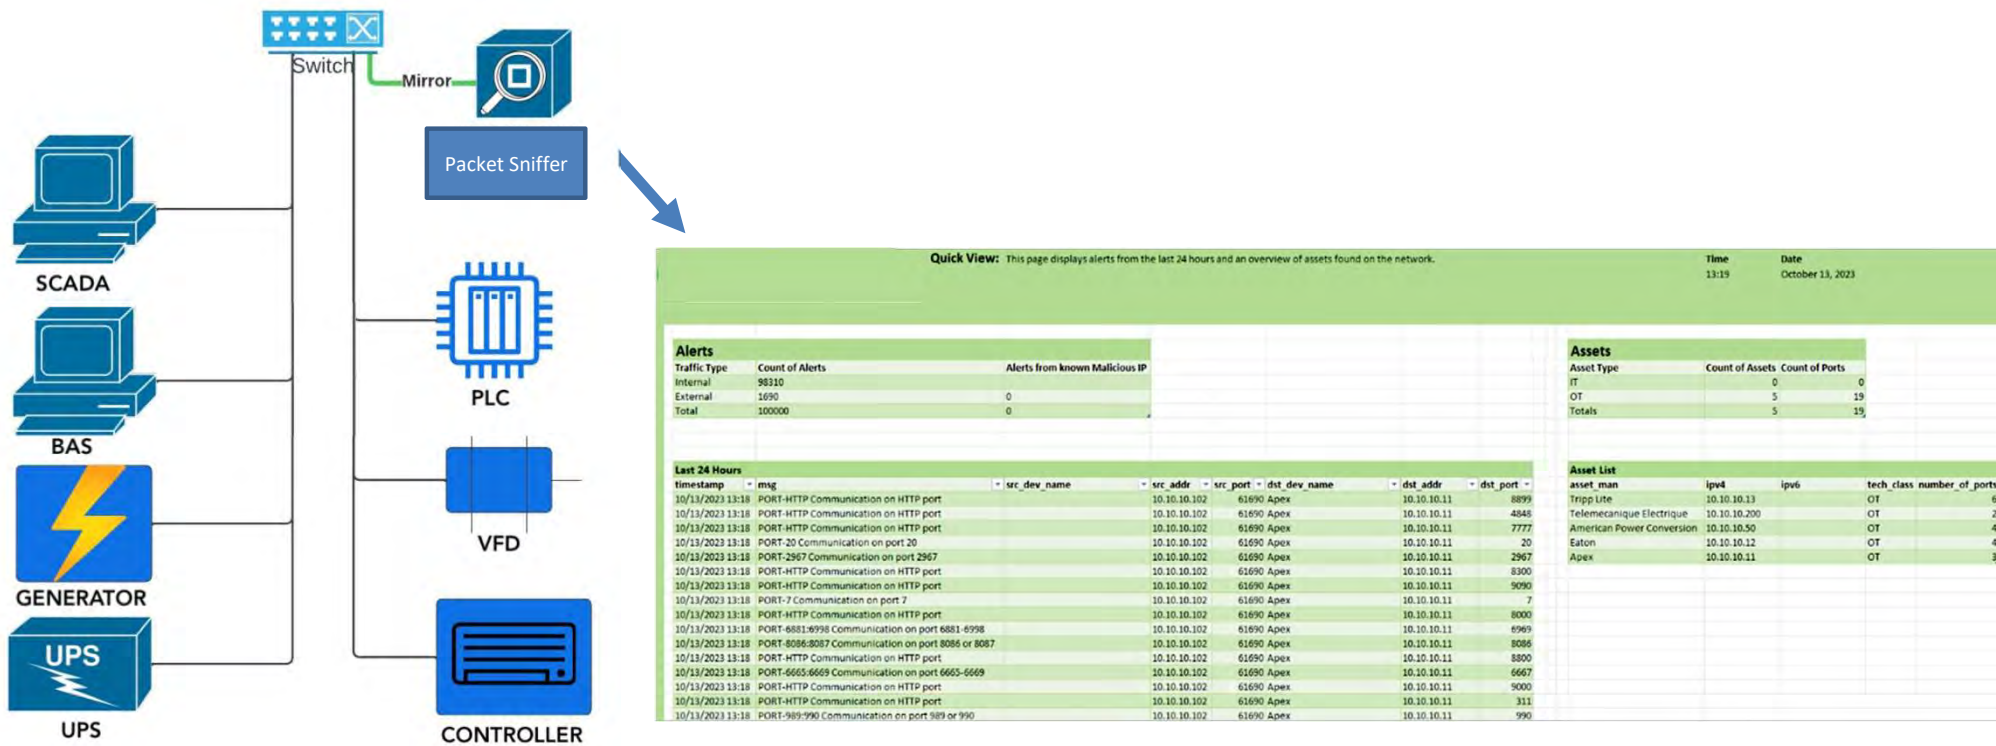 Switch
Mirror
Packet Sniffer
SCADA
BAS
GENERATOR
UPS
UPS
PLC
VFD
CONTROLLER
Quick View: This page displays alerts from the last 24 hours and an overview of assets found on the network.
Time Date
13:19 October 13, 2023
Alerts
Traffic Type Count of Alerts Alerts from known Malicious IP
Internal 98310
External 1690 0
Total 100000 0
Assets
Asset Type Count of Assets Count of Ports
IT 0 0
OT 5 19
Totals 5 19
Last 24 Hours
timestamp msg src_dev_name src_addr src_port dst_dev_name dst_addr dst_port
10/13/2023 13:18 PORT-HTTP Communication on HTTP port 10.10.10.102 61690 Apex 10.10.10.11 8899
10/13/2023 13:18 PORT-HTTP Communication on HTTP port 10.10.10.102 61690 Apex 10.10.10.11 4848
10/13/2023 13:18 PORT-HTTP Communication on HTTP port 10.10.10.102 61690 Apex 10.10.10.11 7777
10/13/2023 13:18 PORT-20 Communication on port 20 10.10.10.102 61690 Apex 10.10.10.11 20
10/13/2023 13:18 PORT-2967 Communication on port 2967 10.10.10.102 61690 Apex 10.10.10.11 2967
10/13/2023 13:18 PORT-HTTP Communication on HTTP port 10.10.10.102 61690 Apex 10.10.10.11 8300
10/13/2023 13:18 PORT-HTTP Communication on HTTP port 10.10.10.102 61690 Apex 10.10.10.11 9090
10/13/2023 13:18 PORT-7 Communication on port 7 10.10.10.102 61690 Apex 10.10.10.11 7
10/13/2023 13:18 PORT-HTTP Communication on HTTP port 10.10.10.102 61690 Apex 10.10.10.11 8000
10/13/2023 13:18 PORT-6881:6998 Communication on port 6881-6998 10.10.10.102 61690 Apex 10.10.10.11 6969
10/13/2023 13:18 PORT-8086:8087 Communication on port 8086 or 8087 10.10.10.102 61690 Apex 10.10.10.11 8086
10/13/2023 13:18 PORT-HTTP Communication on HTTP port 10.10.10.102 61690 Apex 10.10.10.11 8800
10/13/2023 13:18 PORT-6665:6669 Communication on port 6665-6669 10.10.10.102 61690 Apex 10.10.10.11 6667
10/13/2023 13:18 PORT-HTTP Communication on HTTP port 10.10.10.102 61690 Apex 10.10.10.11 9000
10/13/2023 13:18 PORT-HTTP Communication on HTTP port 10.10.10.102 61690 Apex 10.10.10.11 311
10/13/2023 13:18 PORT-989:990 Communication on port 989 or 990 10.10.10.102 61690 Apex 10.10.10.11 990
Asset List
asset_man ipv4 ipv6 tech_class number_of_ports
Tripp Lite 10.10.10.13 OT 6
Telemecanique Electrique 10.10.10.200 OT 2
American Power Conversion 10.10.10.50 OT 4
Eaton 10.10.10.12 OT 4
Apex 10.10.10.11 OT 3